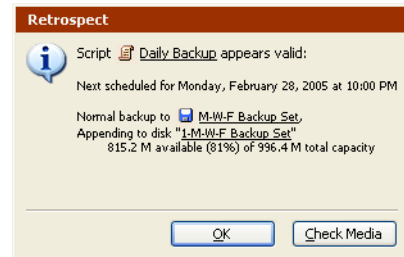 Retrospect
Script Daily Backup appears valid:
Next scheduled for Monday, February 28, 2005 at 10:00 PM
Normal backup to M-W-F Backup Set,
Appending to disk "1-M-W-F Backup Set"
815.2 M available (81%) of 996.4 M total capacity
OK
Check Media